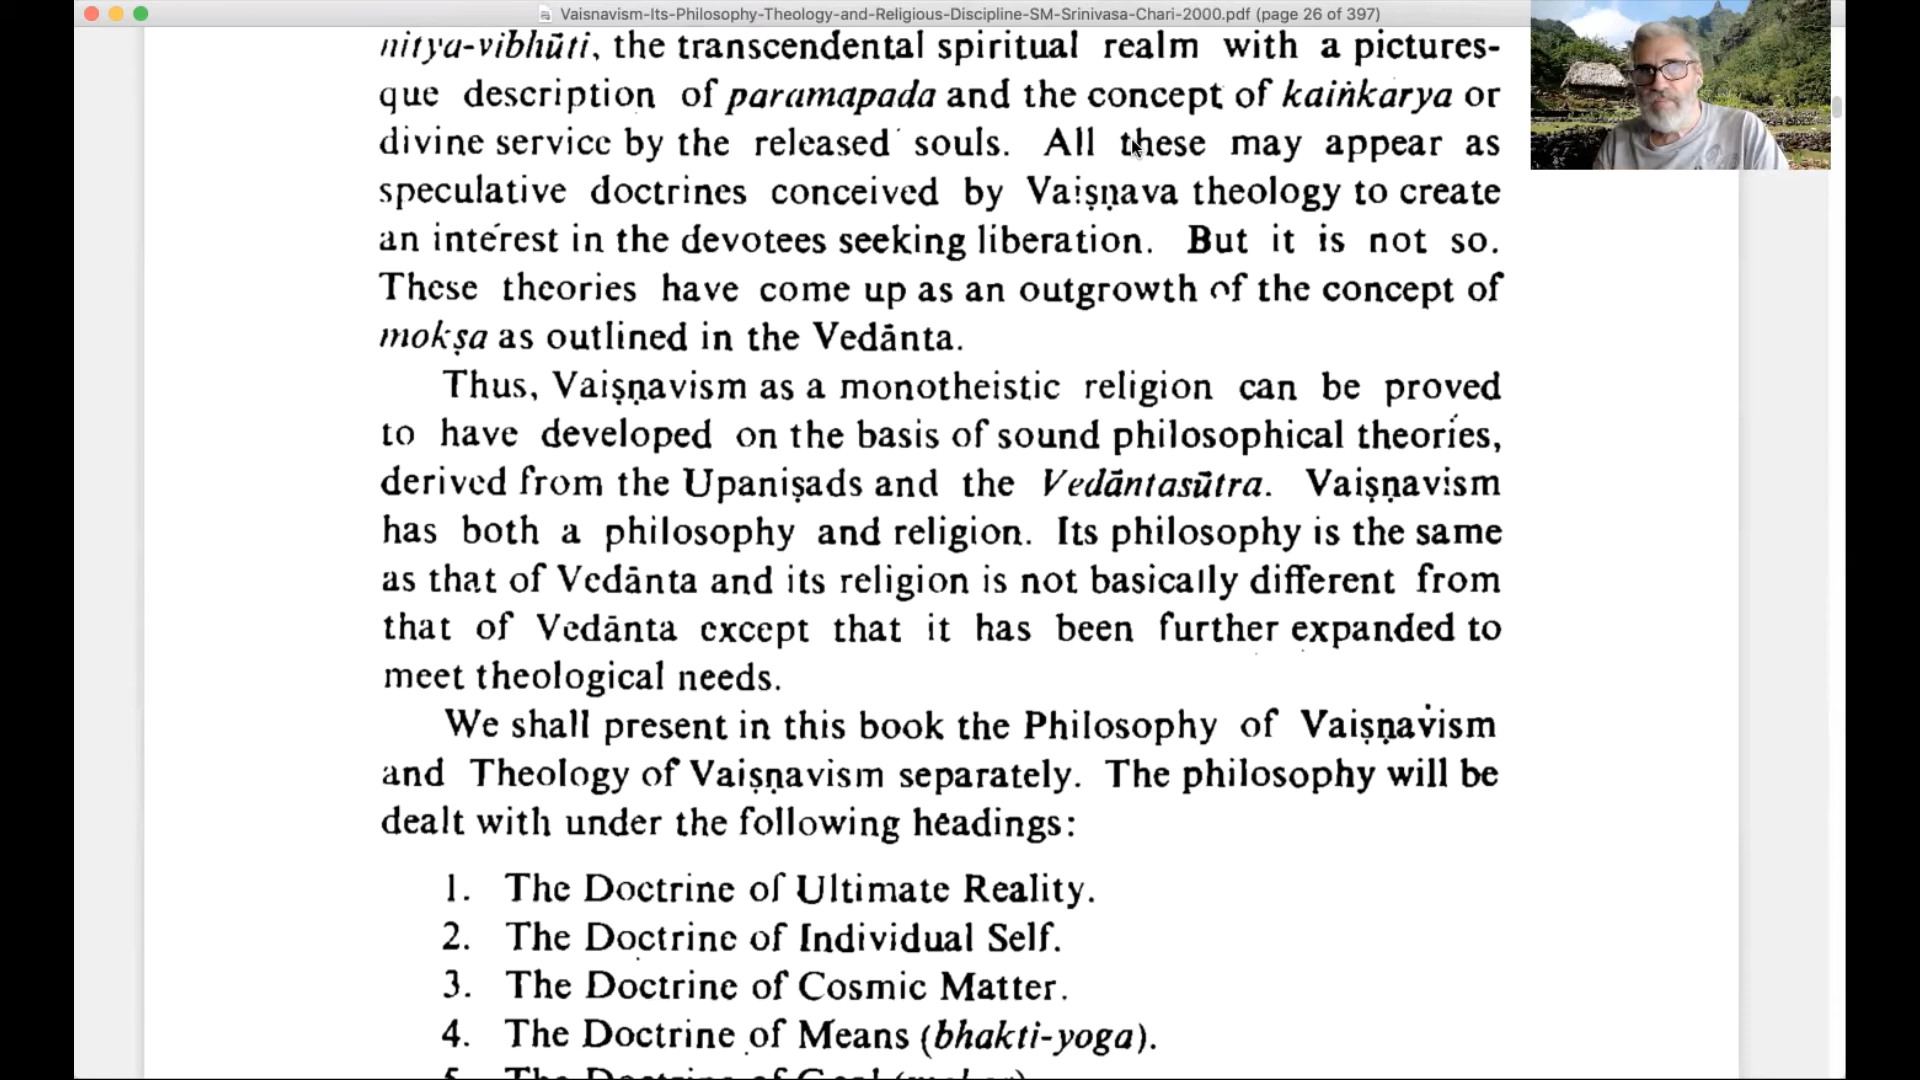 Vaisnavism-Its-Philosophy-Theology-and-Religious-Discipline-SM-Srinivasa-Chari-2000.pdf (page 26 of 397)
nitya-vibhūti, the transcendental spiritual realm with a pictures-
que description of paramapada and the concept of kaiṅkarya or
divine service by the released souls. All these may appear as
speculative doctrines conceived by Vaiṣṇava theology to create
an interest in the devotees seeking liberation. But it is not so.
These theories have come up as an outgrowth of the concept of
mokṣa as outlined in the Vedānta.
Thus, Vaiṣṇavism as a monotheistic religion can be proved
to have developed on the basis of sound philosophical theories,
derived from the Upaniṣads and the Vedāntasūtra. Vaiṣṇavism
has both a philosophy and religion. Its philosophy is the same
as that of Vedānta and its religion is not basically different from
that of Vedānta except that it has been further expanded to
meet theological needs.
We shall present in this book the Philosophy of Vaiṣṇavism
and Theology of Vaiṣṇavism separately. The philosophy will be
dealt with under the following headings:
1. The Doctrine of Ultimate Reality.
2. The Doctrine of Individual Self.
3. The Doctrine of Cosmic Matter.
4. The Doctrine of Means (bhakti-yoga).